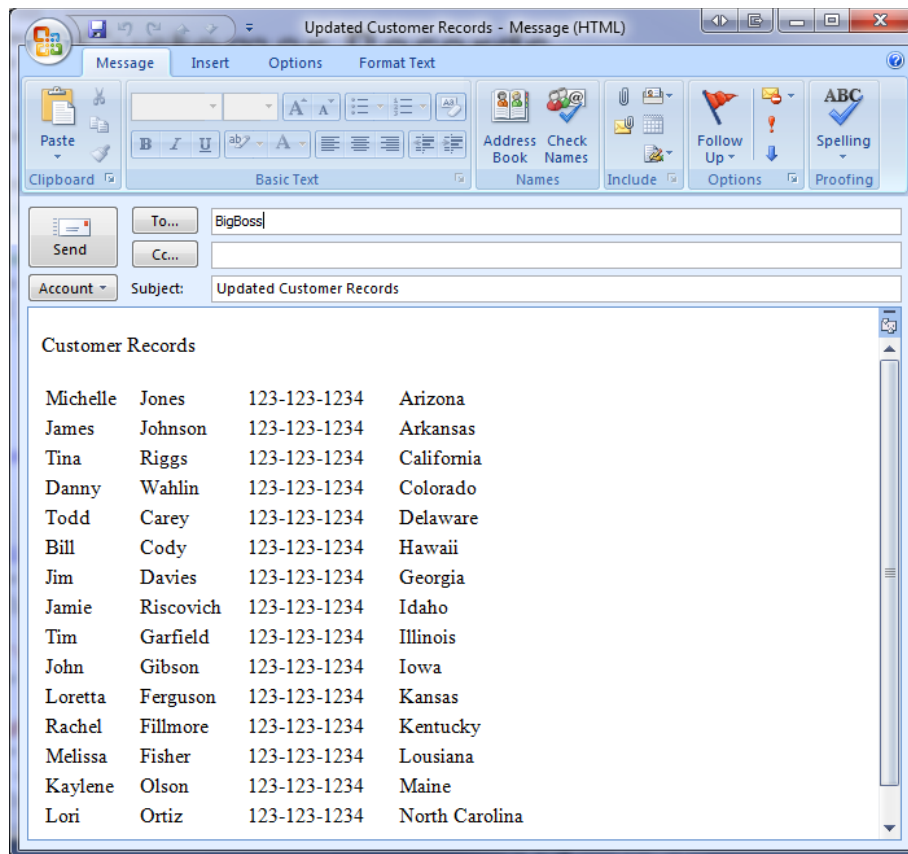 Updated Customer Records - Message (HTML)
Message Insert Options Format Text
Paste
Clipboard
B I U ab A
Basic Text
Address Book
Check Names
Names
Include
Follow Up
Options
ABC
Spelling
Proofing
Send
To... BigBoss
Cc...
Account Subject: Updated Customer Records
Customer Records
Michelle Jones 123-123-1234 Arizona
James Johnson 123-123-1234 Arkansas
Tina Riggs 123-123-1234 California
Danny Wahlin 123-123-1234 Colorado
Todd Carey 123-123-1234 Delaware
Bill Cody 123-123-1234 Hawaii
Jim Davies 123-123-1234 Georgia
Jamie Riscovich 123-123-1234 Idaho
Tim Garfield 123-123-1234 Illinois
John Gibson 123-123-1234 Iowa
Loretta Ferguson 123-123-1234 Kansas
Rachel Fillmore 123-123-1234 Kentucky
Melissa Fisher 123-123-1234 Lousiana
Kaylene Olson 123-123-1234 Maine
Lori Ortiz 123-123-1234 North Carolina